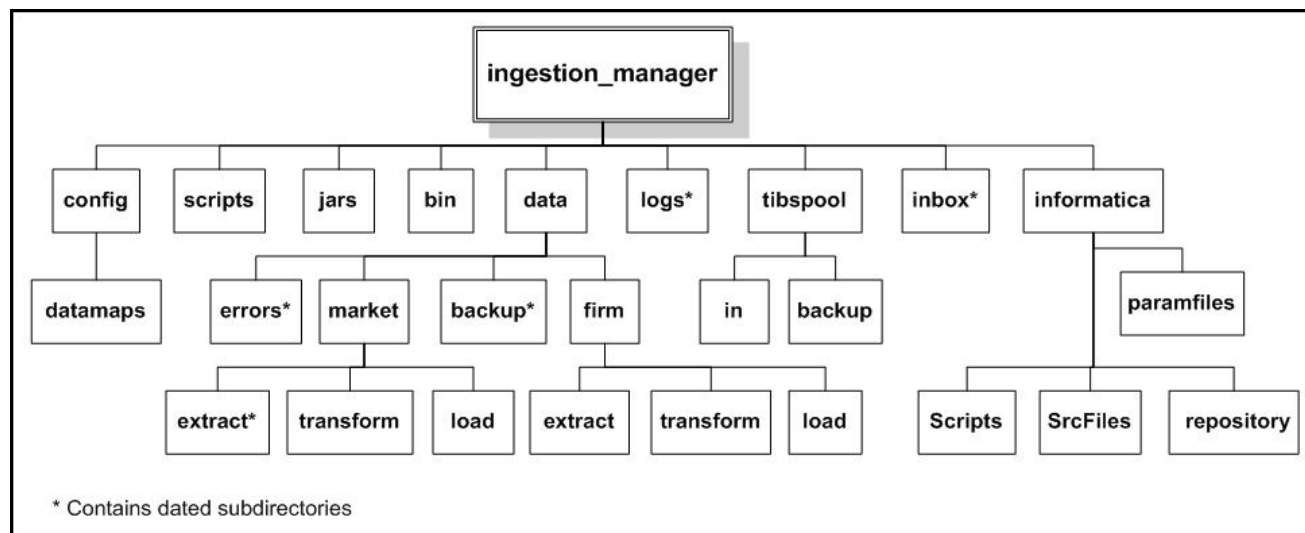 ingestion_manager
config scripts jars bin data logs* tibspool inbox* informatica
datamaps errors* market backup* firm in backup paramfiles
extract* transform load extract transform load Scripts SrcFiles repository
* Contains dated subdirectories